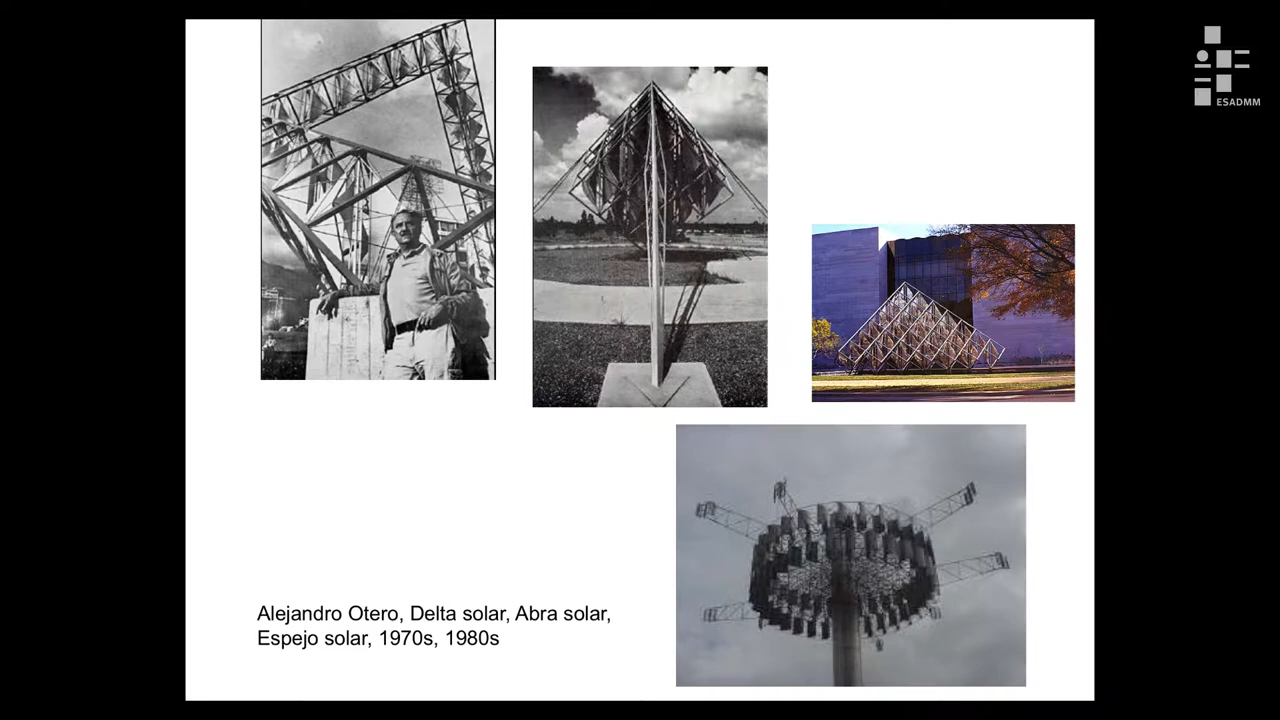 ESADMM
Alejandro Otero, Delta solar, Abra solar,
Espejo solar, 1970s, 1980s